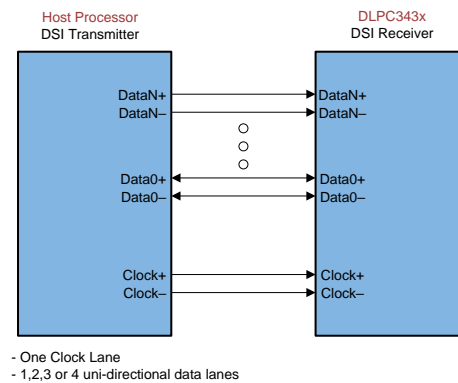 Host Processor
DSI Transmitter
DLPC343x
DSI Receiver
DataN+
DataN–
Data0+
Data0–
Clock+
Clock–
DataN+
DataN–
Data0+
Data0–
Clock+
Clock–
- One Clock Lane
- 1,2,3 or 4 uni-directional data lanes